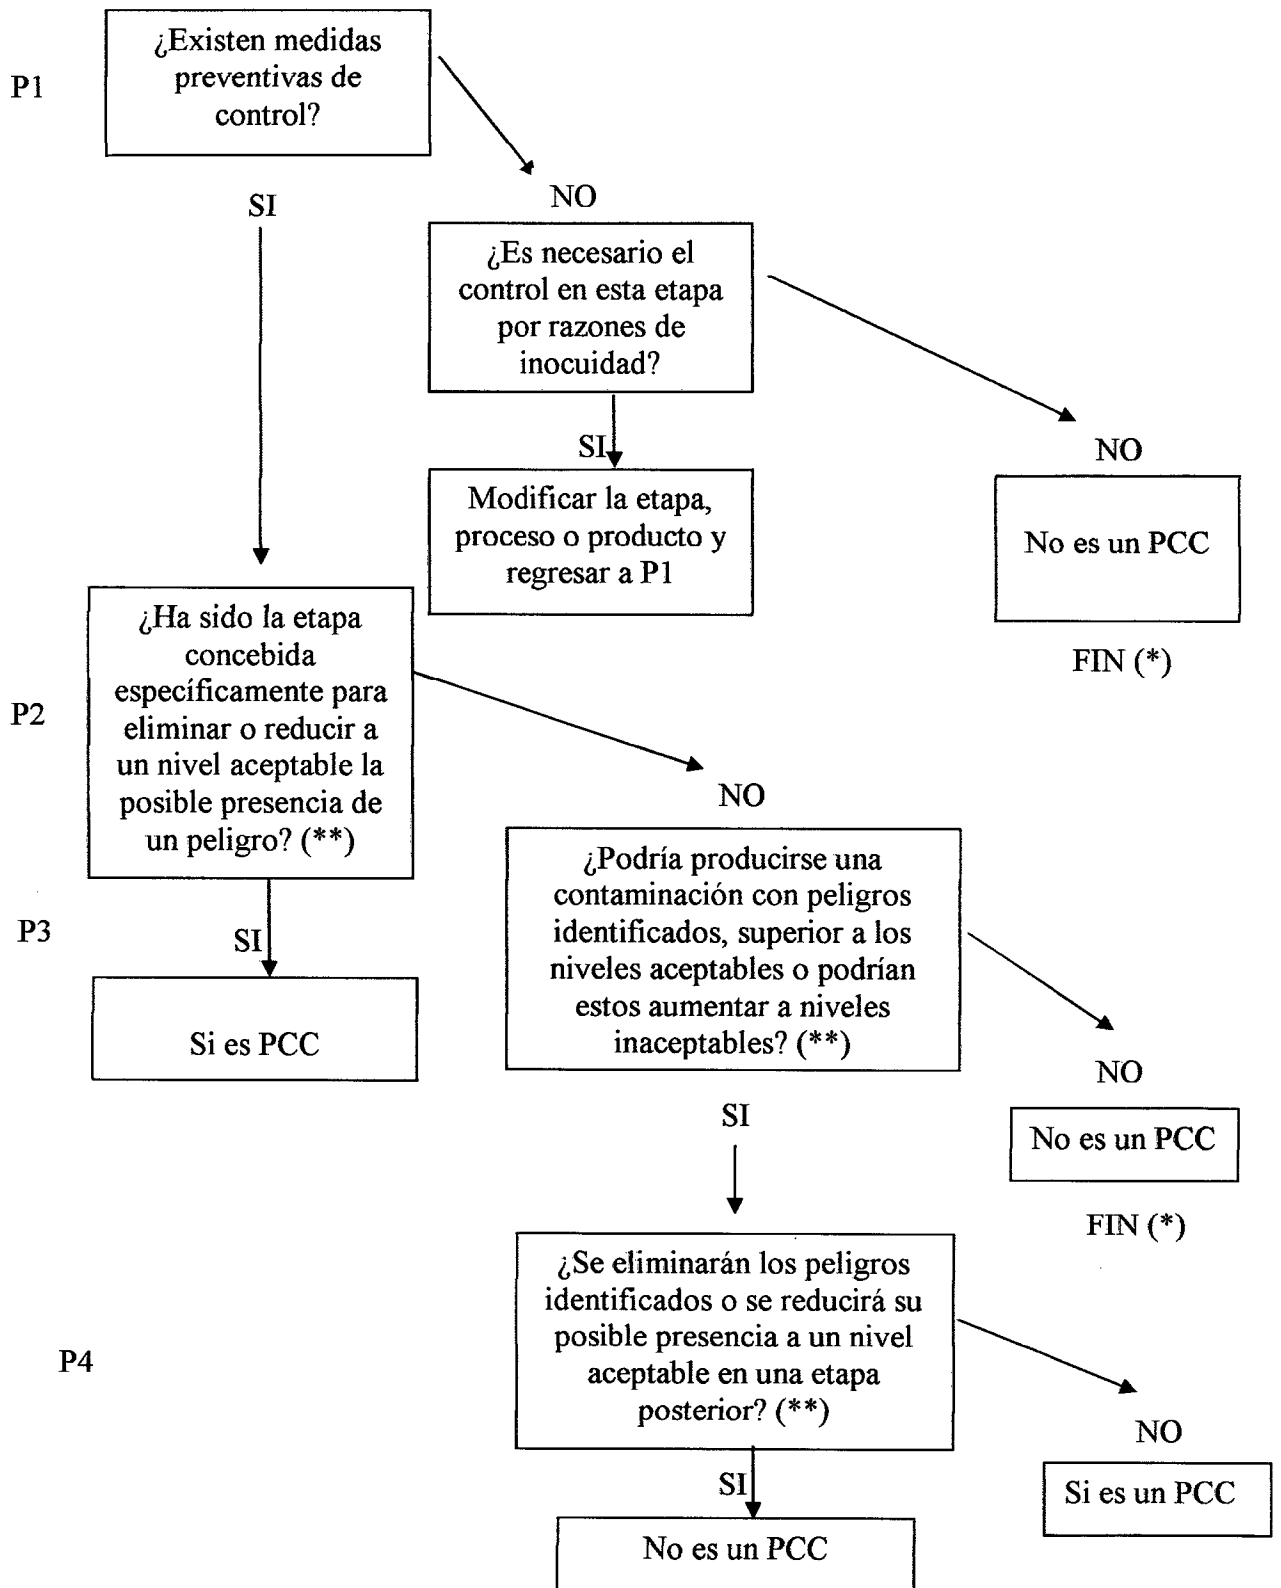 ¿Existen medidas
preventivas de
control?
P1
SI
NO
¿Es necesario el
control en esta etapa
por razones de
inocuidad?
SI
NO
Modificar la etapa,
proceso o producto y
regresar a P1
No es un PCC
FIN (*)
¿Ha sido la etapa
concebida
específicamente para
eliminar o reducir a
un nivel aceptable la
posible presencia de
un peligro? (**)
P2
NO
¿Podría producirse una
contaminación con peligros
identificados, superior a los
niveles aceptables o podrían
estos aumentar a niveles
inaceptables? (**)
P3
SI
Si es PCC
NO
No es un PCC
FIN (*)
SI
¿Se eliminarán los peligros
identificados o se reducirá su
posible presencia a un nivel
aceptable en una etapa
posterior? (**)
P4
NO
Si es un PCC
SI
No es un PCC